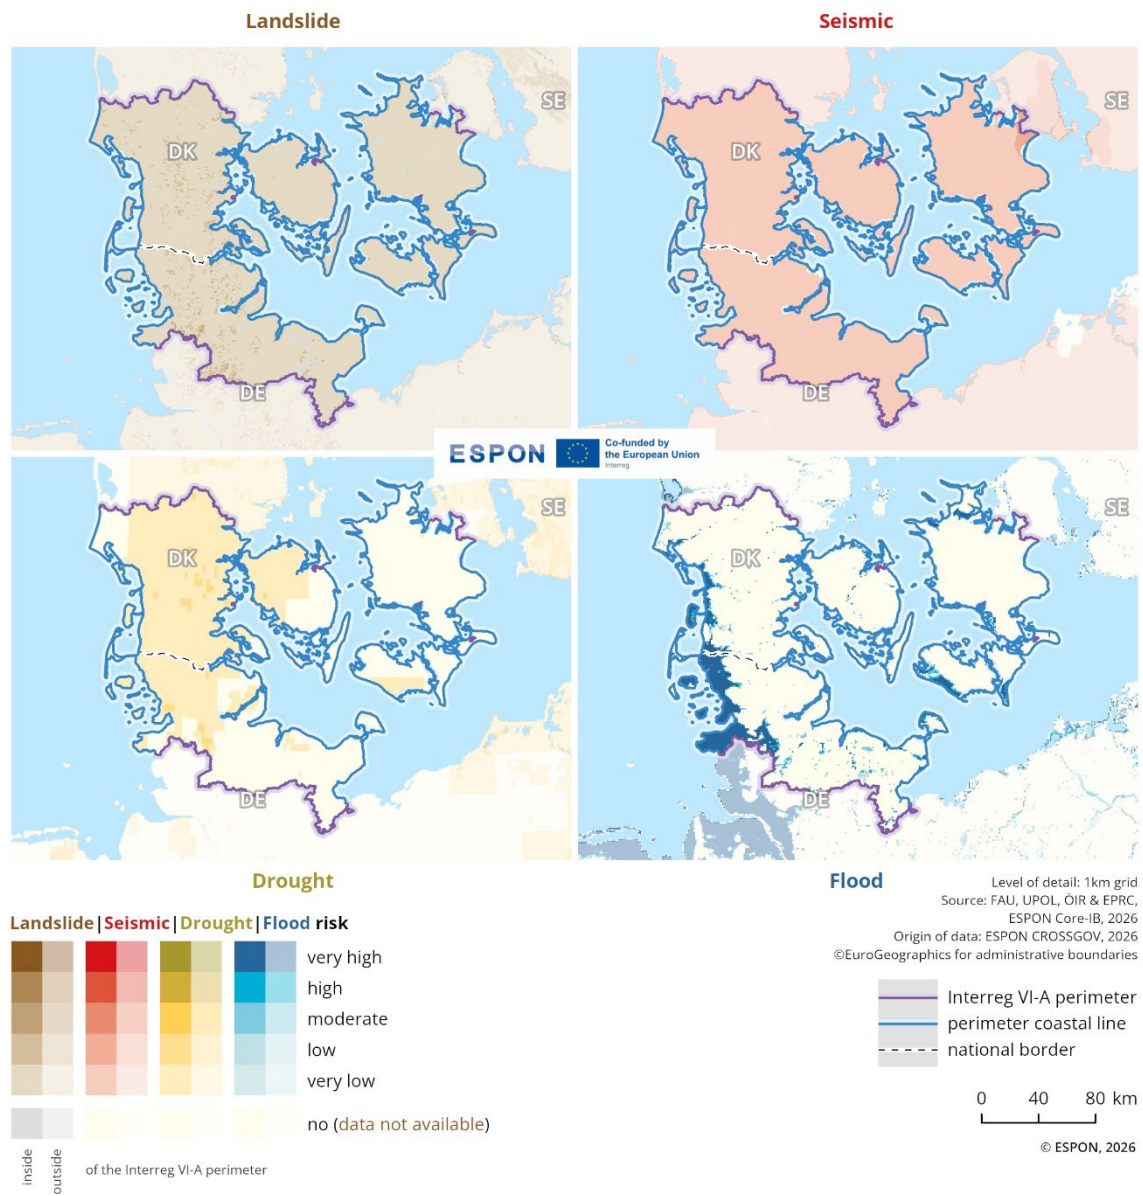 Landslide
Seismic
SE
DK
DE
SE
DK
DE
ESPON
Co-funded by
the European Union
Interreg
SE
DK
DE
SE
DK
DE
Drought
Flood
Level of detail: 1km grid
Source: FAU, UPOL, ÖIR & EPRC,
ESPON Core-IB, 2026
Origin of data: ESPON CROSSGOV, 2026
©EuroGeographics for administrative boundaries
Landslide|Seismic|Drought|Flood risk
very high
high
moderate
low
very low
no (data not available)
inside
outside
of the Interreg VI-A perimeter
Interreg VI-A perimeter
perimeter coastal line
national border
0 40 80 km
© ESPON, 2026